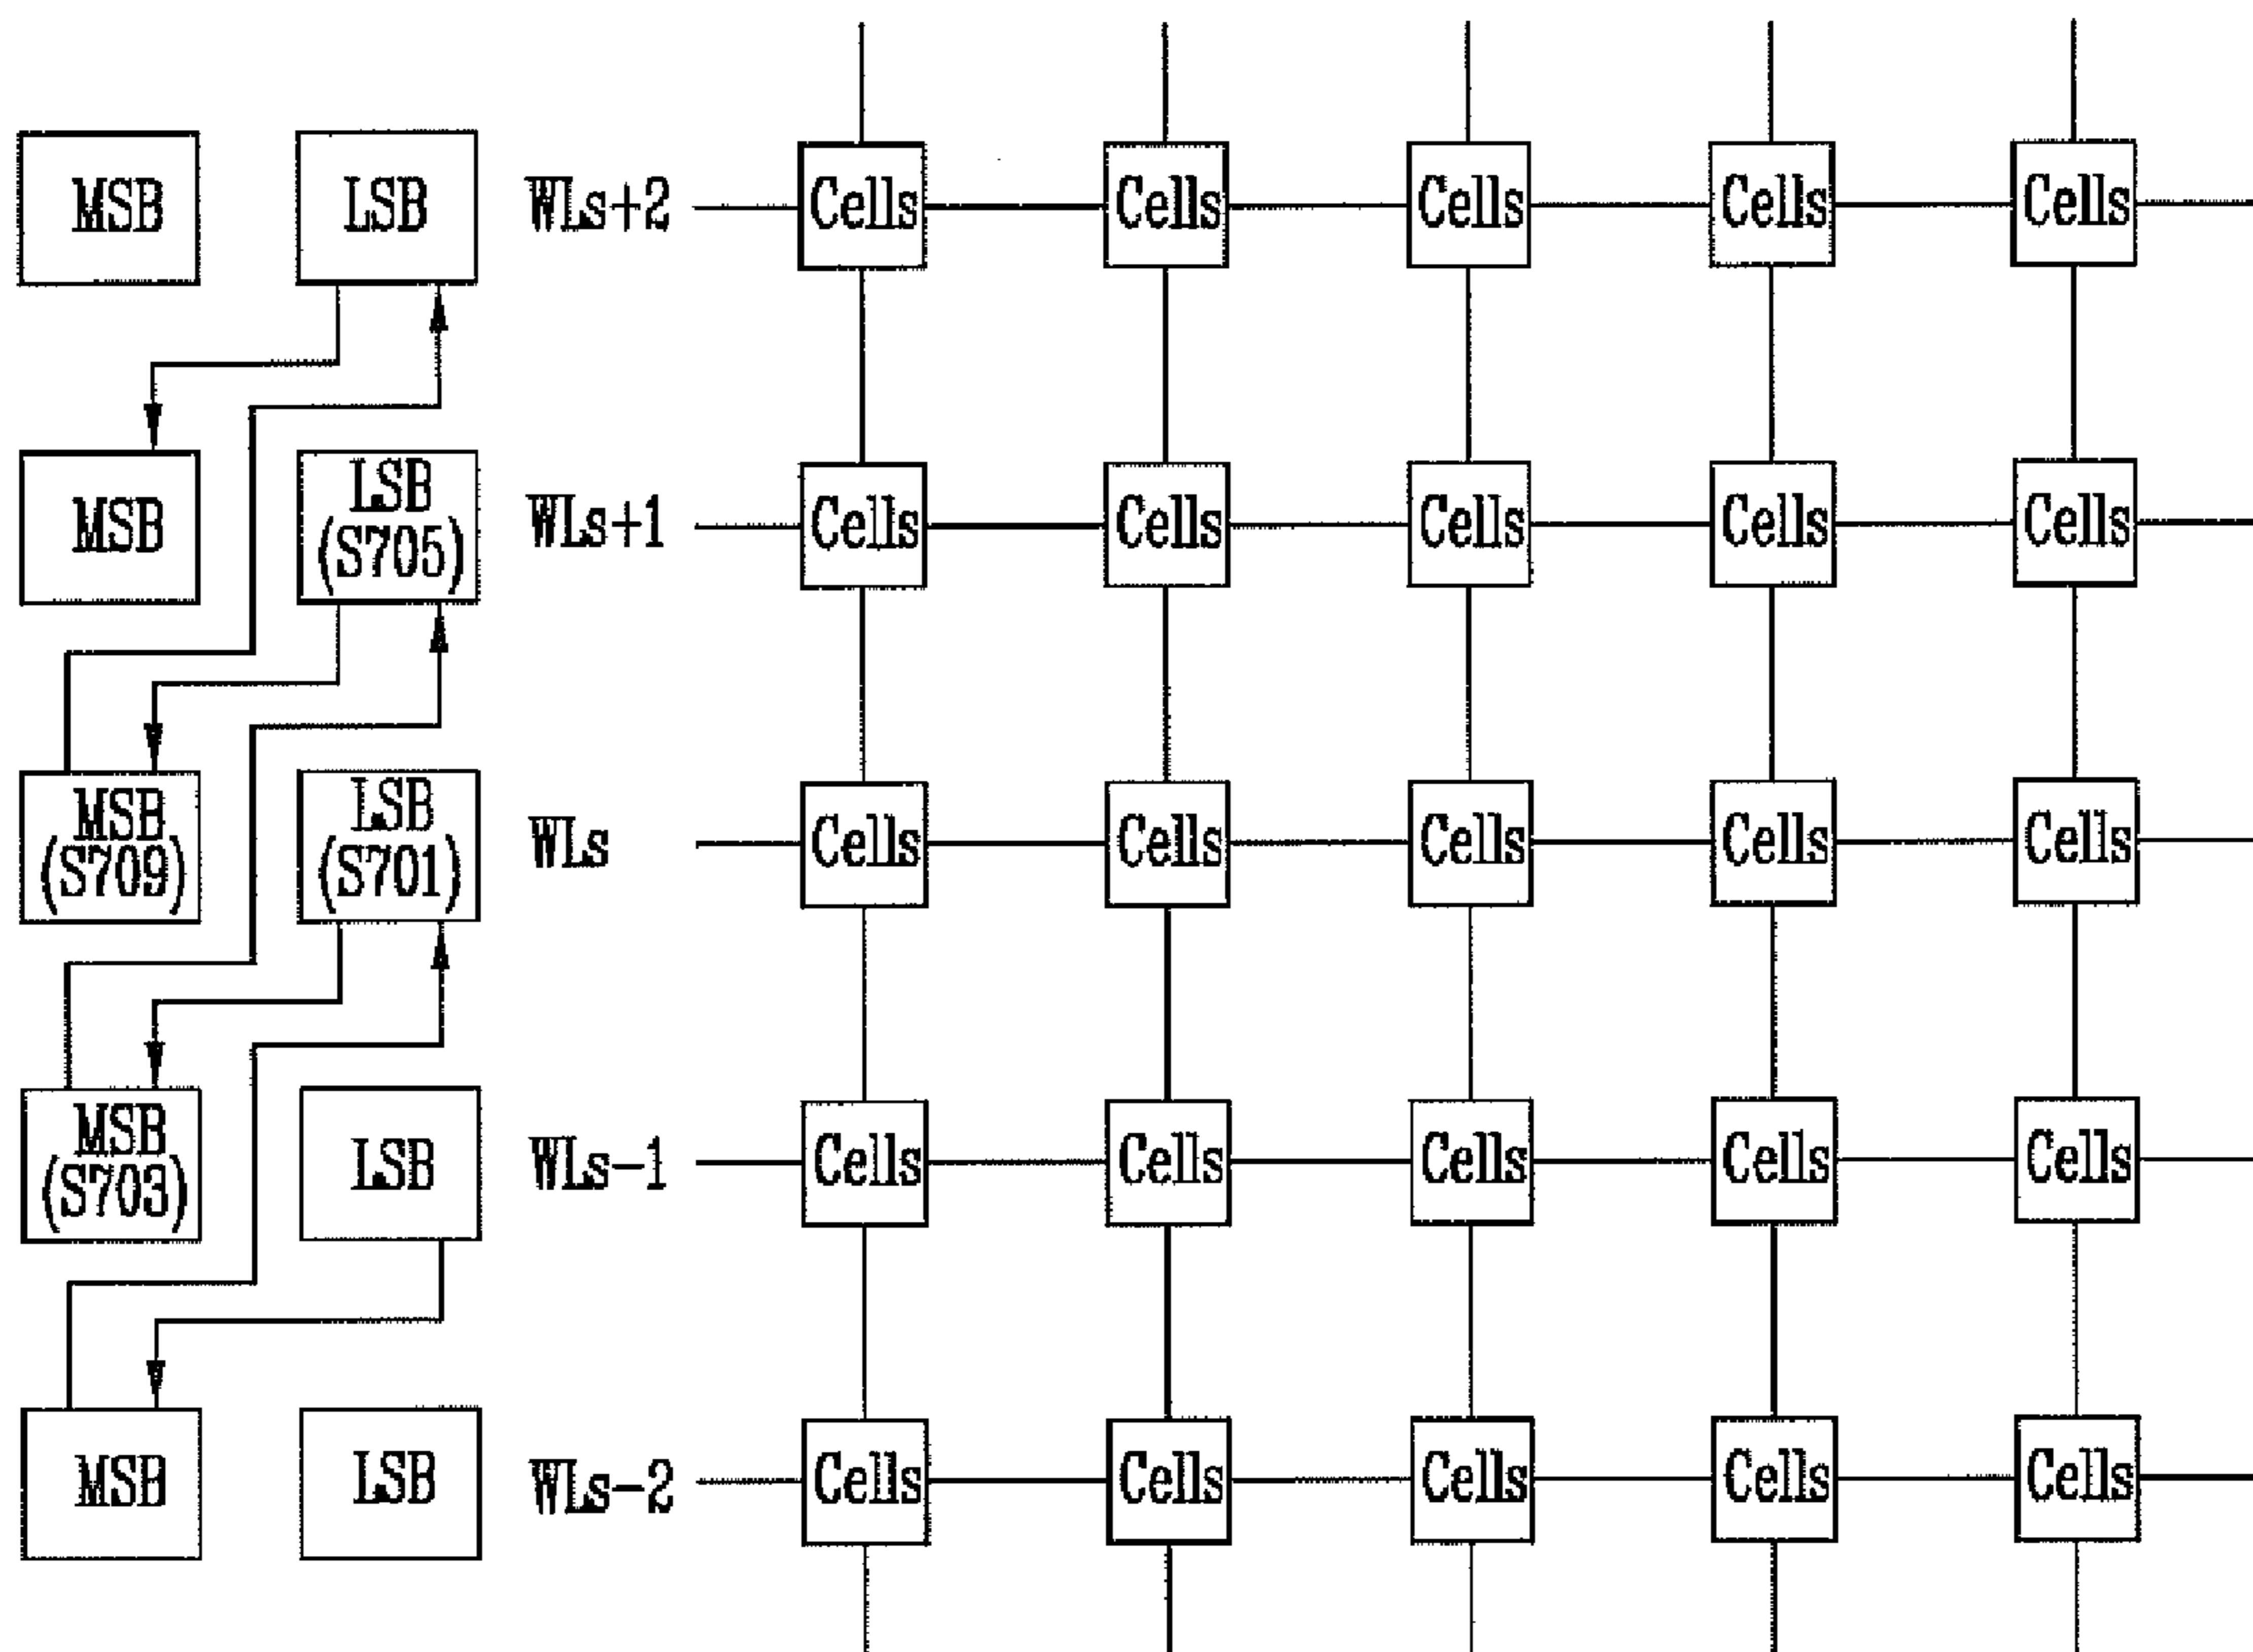 MSB LSB WLs+2 Cells Cells Cells Cells Cells
MSB LSB
(S705) WLs+1 Cells Cells Cells Cells Cells
MSB
(S709) LSB
(S701) WLs Cells Cells Cells Cells Cells
MSB
(S703) LSB WLs-1 Cells Cells Cells Cells Cells
MSB LSB WLs-2 Cells Cells Cells Cells Cells